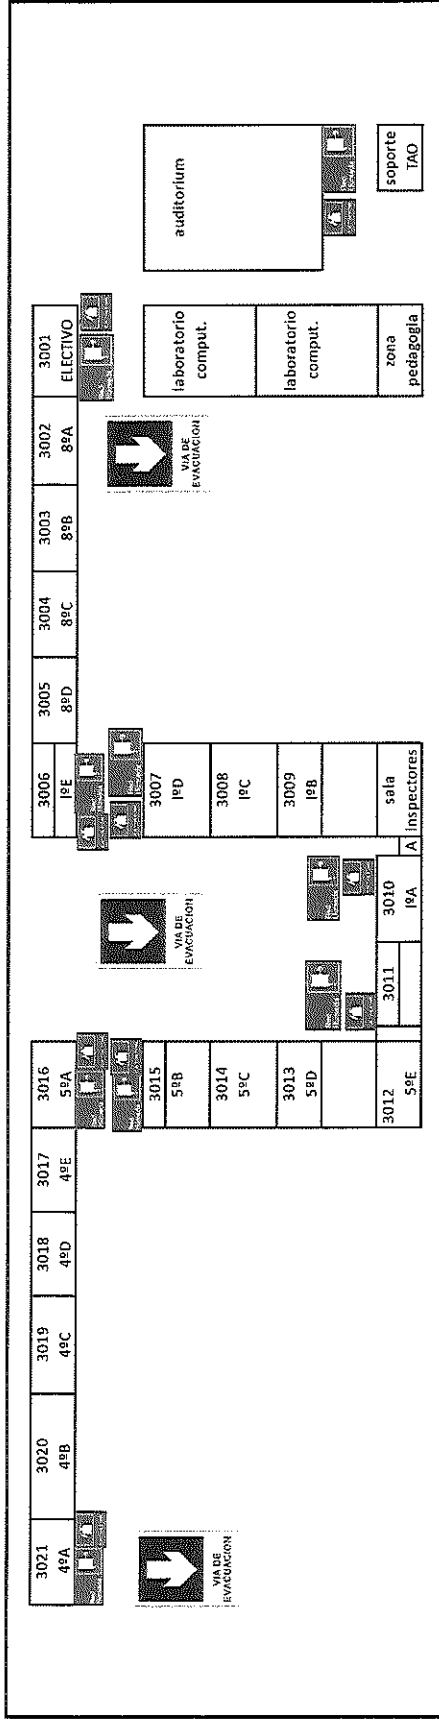 3021
4ºA
3020
4ºB
3019
4ºC
3018
4ºD
3017
4ºE
3016
5ºA
3006
IºE
3005
8ºD
3004
8ºC
3003
8ºB
3002
8ºA
3001
ELECTIVO
3015
5ºB
3014
5ºC
3013
5ºD
3012
5ºE
3011
3010
IºA
A
3007
IºD
3008
IºC
3009
IºB
sala
inspectores
laboratorio
comput.
laboratorio
comput.
zona
pedagogia
auditorium
soporte
TAO
VIA DE
EVACUACION
VIA DE
EVACUACION
VIA DE
EVACUACION